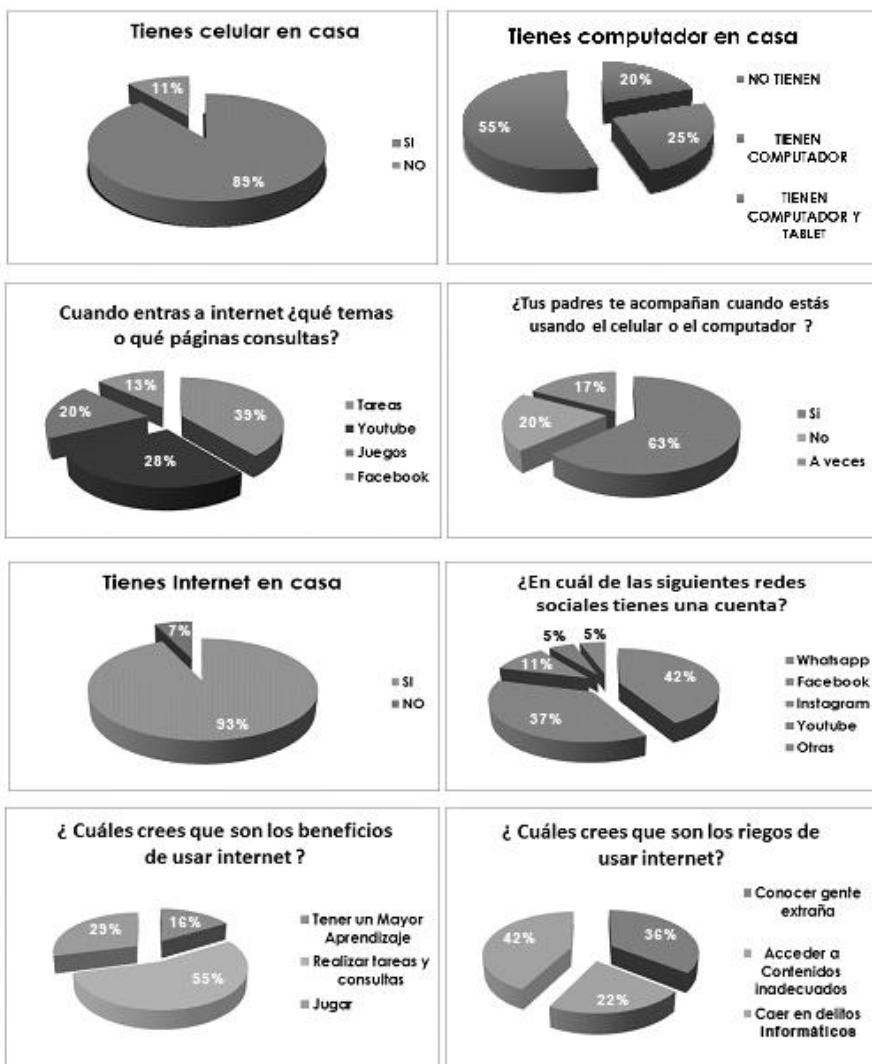 Tienes celular en casa
11%
89%
SI
NO
Tienes computador en casa
20%
55%
25%
NO TIENEN
TIENEN
COMPUTADOR
TIENEN
COMPUTADOR Y
TABLET
Cuando entras a internet ¿qué temas
o qué páginas consultas?
13%
39%
20%
28%
Tareas
Youtube
Juegos
Facebook
¿Tus padres te acompañan cuando estás
usando el celular o el computador ?
17%
20%
63%
Si
No
A veces
Tienes Internet en casa
7%
93%
SI
NO
¿En cuál de las siguientes redes
sociales tienes una cuenta?
5%
5%
11%
42%
37%
Whatsapp
Facebook
Instagram
Youtube
Otras
¿ Cuáles crees que son los beneficios
de usar internet ?
29%
16%
55%
Tener un Mayor
Aprendizaje
Realizar tareas y
consultas
Jugar
¿ Cuáles crees que son los riegos de
usar internet?
42%
36%
22%
Conocer gente
extraña
Acceder a
Contenidos
inadecuados
Caer en delitos
Informáticos